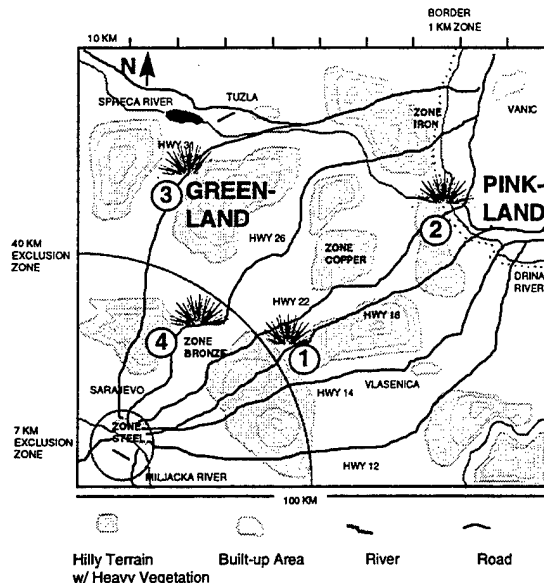 BORDER
1 KM ZONE
10 KM
N
SPRECA RIVER
TUZLA
ZONE
IRON
VANIC
HWY 31
3
GREEN-
LAND
PINK-
LAND
2
HWY 26
40 KM
EXCLUSION
ZONE
ZONE
COPPER
DRINA
RIVER
HWY 22
HWY 18
4
ZONE
BRONZE
1
SARAJEVO
VLASENICA
HWY 14
ZONE
STEEL
7 KM
EXCLUSION
ZONE
MILJACKA RIVER
HWY 12
100 KM
Hilly Terrain
w/ Heavy Vegetation
Built-up Area
River
Road